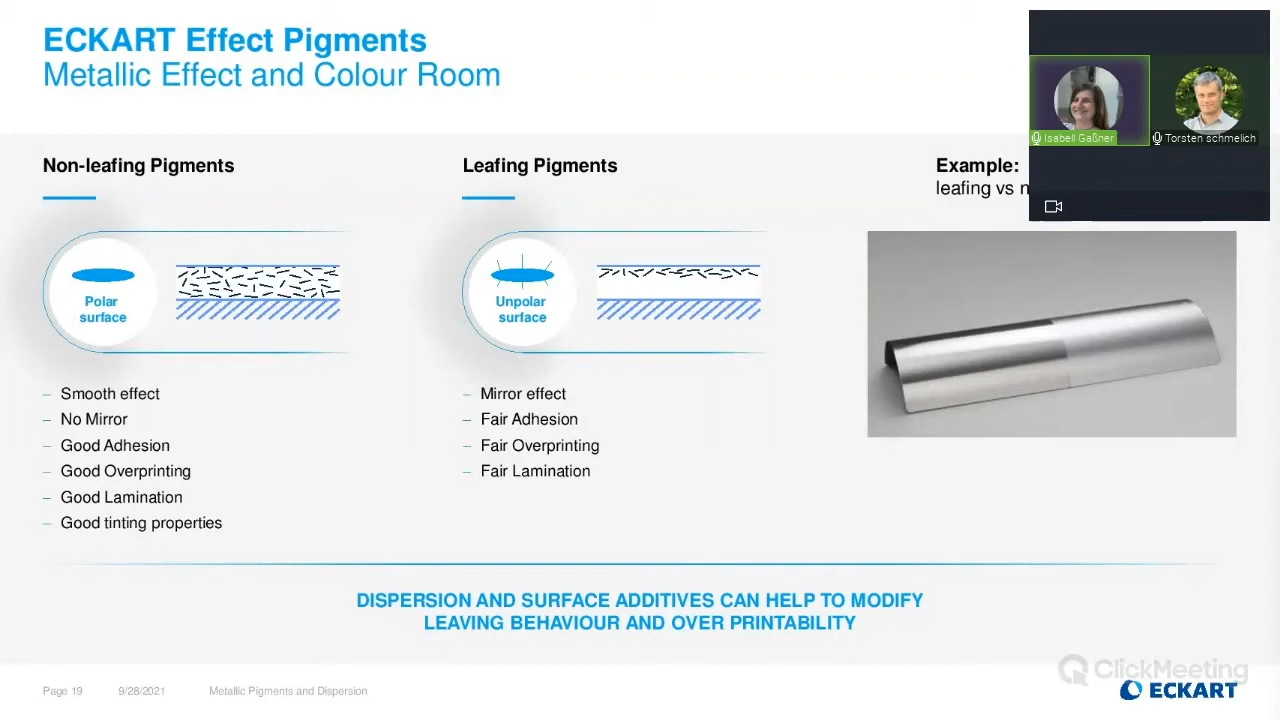 ECKART Effect Pigments
Metallic Effect and Colour Room
Isabell Gaßner
Torsten schmelich
Non-leafing Pigments
Leafing Pigments
Example:
leafing vs n
Polar
surface
Unpolar
surface
– Smooth effect
– No Mirror
– Good Adhesion
– Good Overprinting
– Good Lamination
– Good tinting properties
– Mirror effect
– Fair Adhesion
– Fair Overprinting
– Fair Lamination
DISPERSION AND SURFACE ADDITIVES CAN HELP TO MODIFY
LEAVING BEHAVIOUR AND OVER PRINTABILITY
Page 19 9/28/2021 Metallic Pigments and Dispersion
ClickMeeting
ECKART